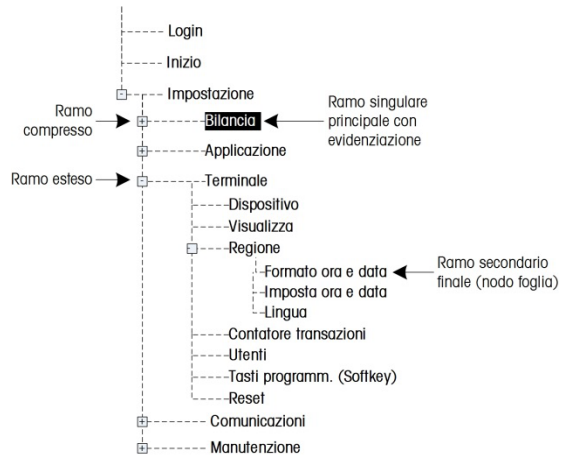 Login
Inizio
Impostazione
Ramo
compresso
Bilancia
Ramo singulare
principale con
evidenziazione
Applicazione
Ramo esteso
Terminale
Dispositivo
Visualizza
Regione
Formato ora e data
Ramo secondario
finale (nodo foglia)
Imposta ora e data
Lingua
Contatore transazioni
Utenti
Tasti programm. (Softkey)
Reset
Comunicazioni
Manutenzione